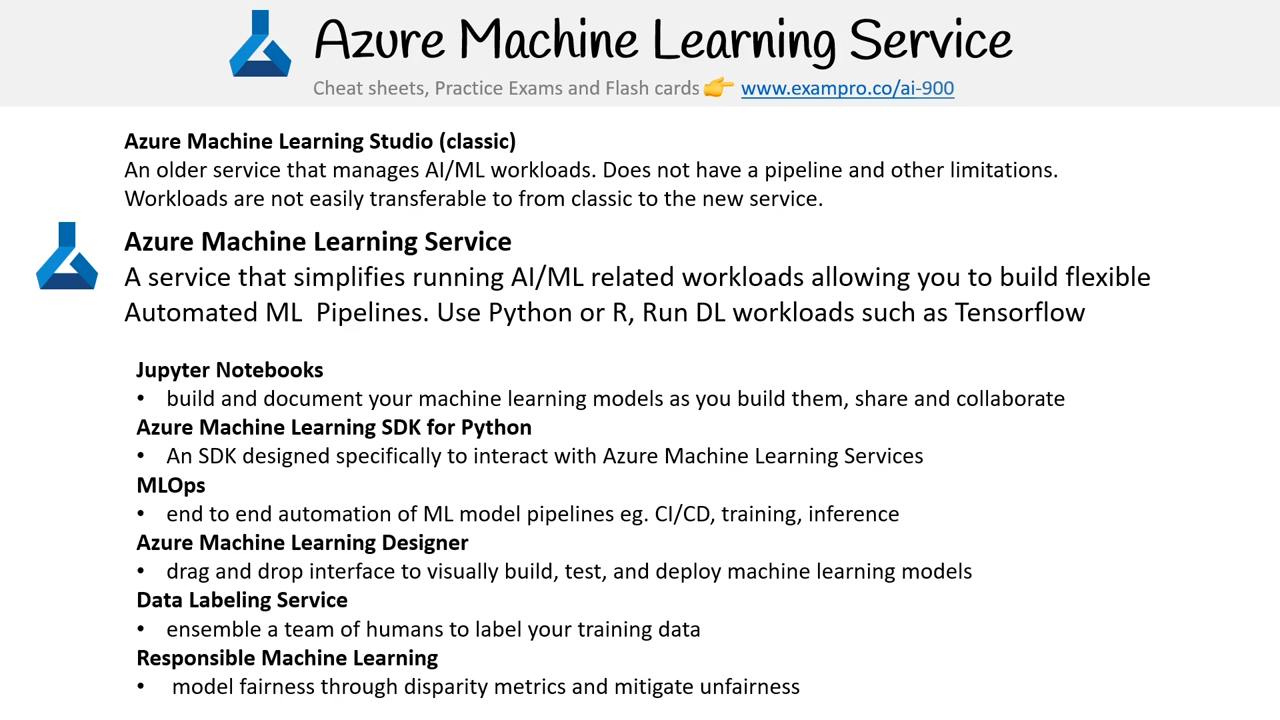 Azure Machine Learning Service
Cheat sheets, Practice Exams and Flash cards 👉 www.exampro.co/ai-900
Azure Machine Learning Studio (classic)
An older service that manages AI/ML workloads. Does not have a pipeline and other limitations.
Workloads are not easily transferable to from classic to the new service.
Azure Machine Learning Service
A service that simplifies running AI/ML related workloads allowing you to build flexible
Automated ML  Pipelines. Use Python or R, Run DL workloads such as Tensorflow
Jupyter Notebooks
• build and document your machine learning models as you build them, share and collaborate
Azure Machine Learning SDK for Python
• An SDK designed specifically to interact with Azure Machine Learning Services
MLOps
• end to end automation of ML model pipelines eg. CI/CD, training, inference
Azure Machine Learning Designer
• drag and drop interface to visually build, test, and deploy machine learning models
Data Labeling Service
• ensemble a team of humans to label your training data
Responsible Machine Learning
• model fairness through disparity metrics and mitigate unfairness